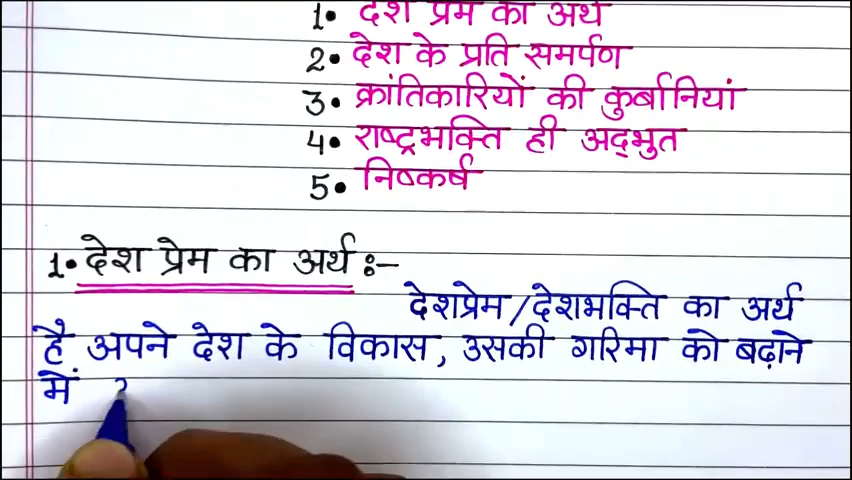 1. देश प्रेम का अर्थ
2. देश के प्रति समर्पण
3. क्रांतिकारियों की कुर्बानियां
4. राष्ट्रभक्ति ही अद्भुत
5. निष्कर्ष
1. देश प्रेम का अर्थ :-
देशप्रेम/देशभक्ति का अर्थ
है अपने देश के विकास, उसकी गरिमा को बढ़ाने
में